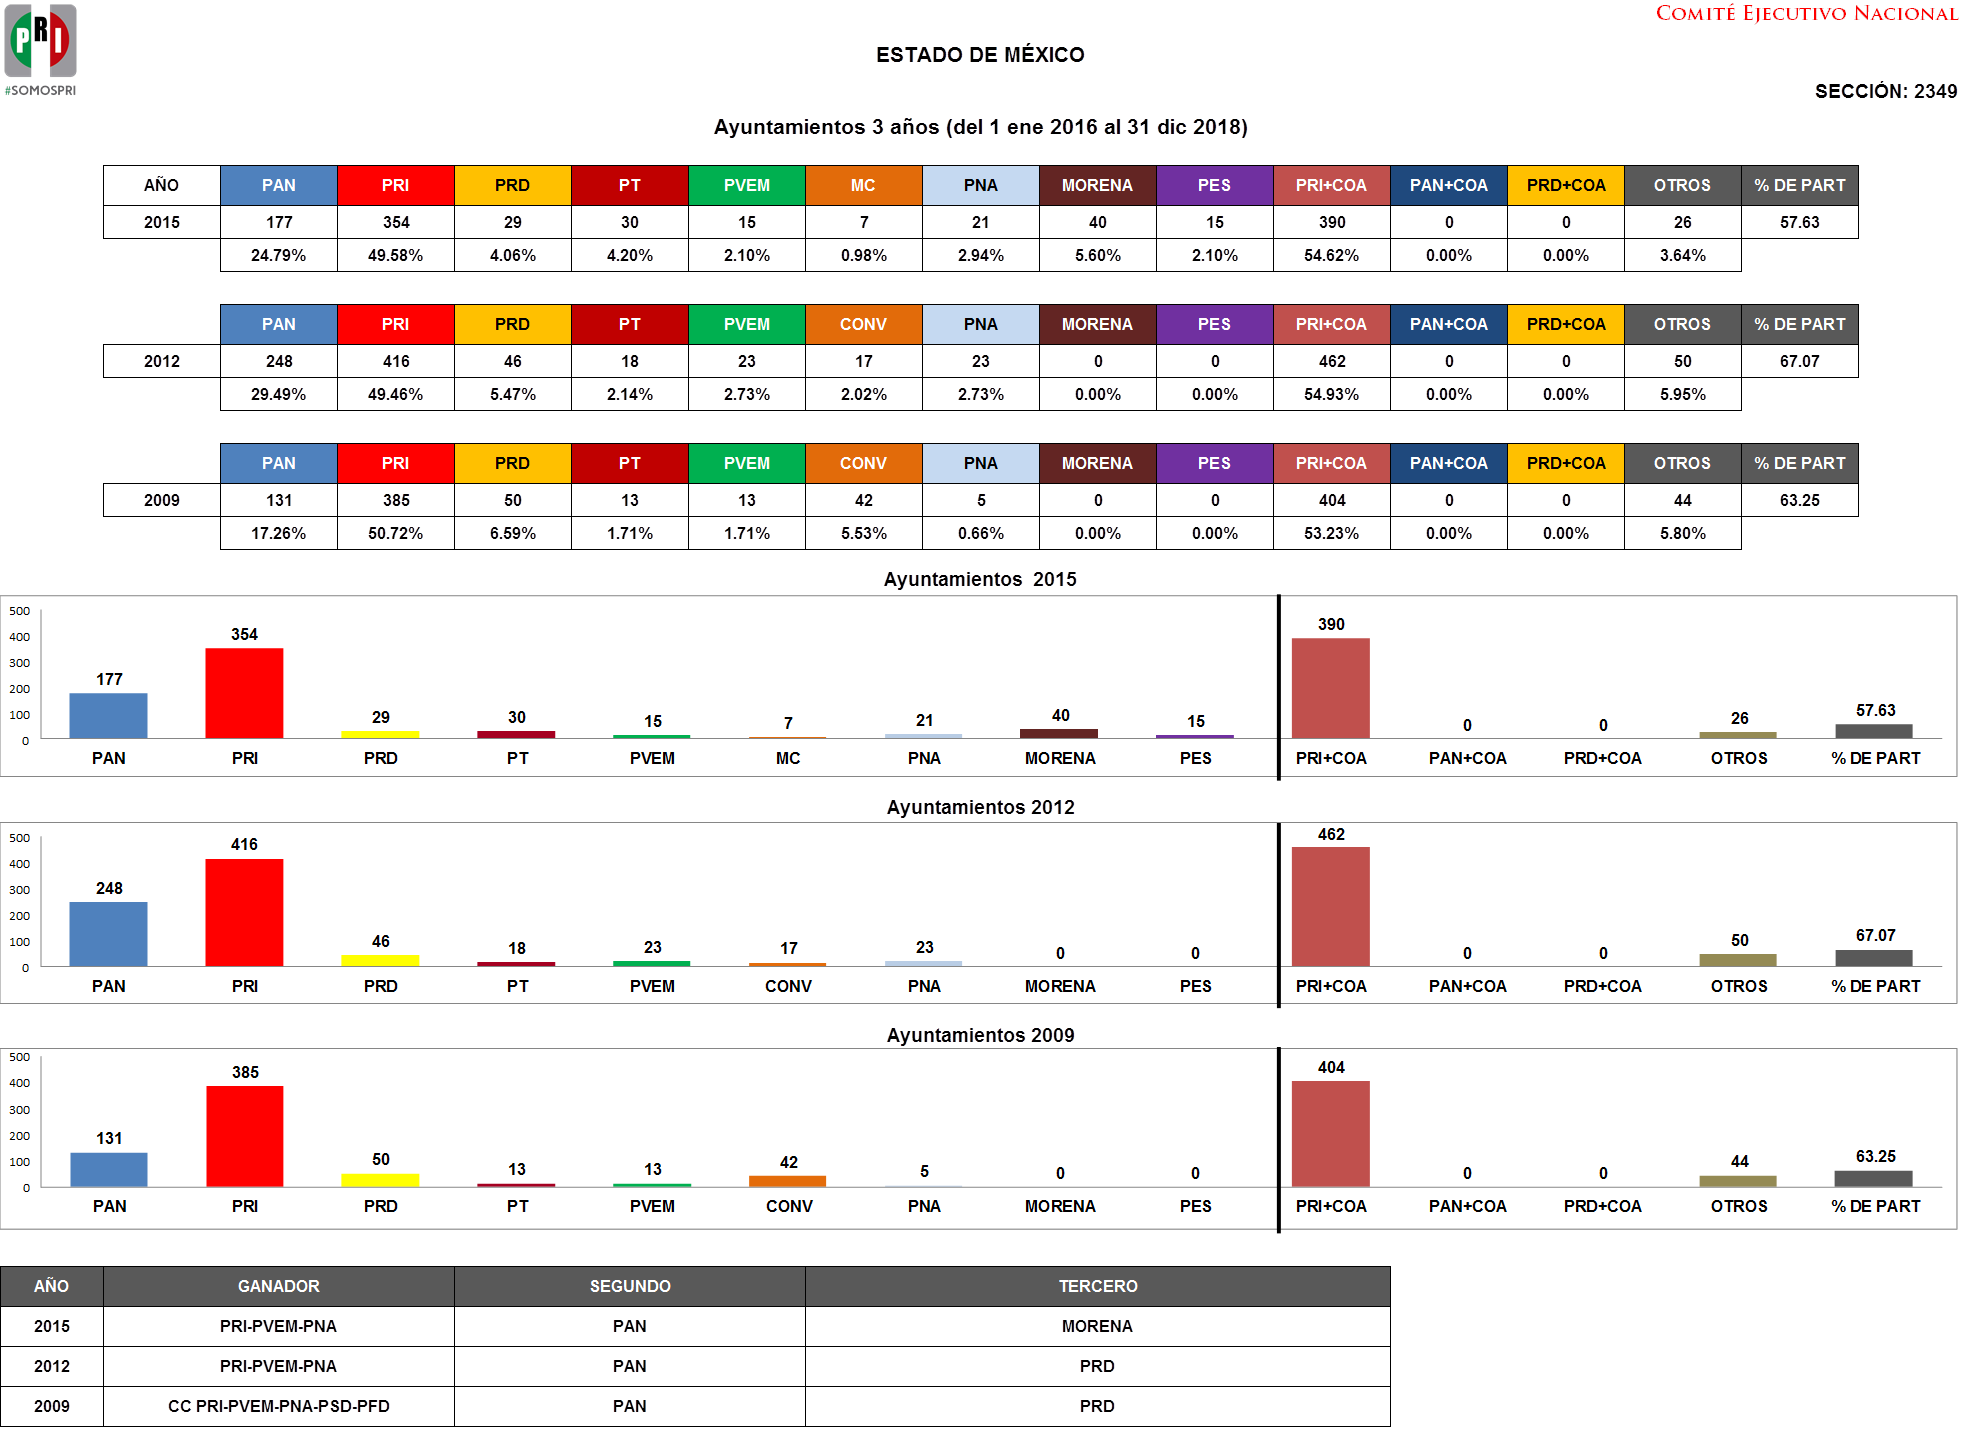 PRI
#SOMOSPRI
COMITÉ EJECUTIVO NACIONAL
ESTADO DE MÉXICO
SECCIÓN: 2349
Ayuntamientos 3 años (del 1 ene 2016 al 31 dic 2018)
AÑO PAN PRI PRD PT PVEM MC PNA MORENA PES PRI+COA PAN+COA PRD+COA OTROS % DE PART
2015 177 354 29 30 15 7 21 40 15 390 0 0 26 57.63
24.79% 49.58% 4.06% 4.20% 2.10% 0.98% 2.94% 5.60% 2.10% 54.62% 0.00% 0.00% 3.64%
PAN PRI PRD PT PVEM CONV PNA MORENA PES PRI+COA PAN+COA PRD+COA OTROS % DE PART
2012 248 416 46 18 23 17 23 0 0 462 0 0 50 67.07
29.49% 49.46% 5.47% 2.14% 2.73% 2.02% 2.73% 0.00% 0.00% 54.93% 0.00% 0.00% 5.95%
PAN PRI PRD PT PVEM CONV PNA MORENA PES PRI+COA PAN+COA PRD+COA OTROS % DE PART
2009 131 385 50 13 13 42 5 0 0 404 0 0 44 63.25
17.26% 50.72% 6.59% 1.71% 1.71% 5.53% 0.66% 0.00% 0.00% 53.23% 0.00% 0.00% 5.80%
Ayuntamientos 2015
500
400
300
200
100
0
177 354 29 30 15 7 21 40 15 390 0 0 26 57.63
PAN PRI PRD PT PVEM MC PNA MORENA PES PRI+COA PAN+COA PRD+COA OTROS % DE PART
Ayuntamientos 2012
500
400
300
200
100
0
248 416 46 18 23 17 23 0 0 462 0 0 50 67.07
PAN PRI PRD PT PVEM CONV PNA MORENA PES PRI+COA PAN+COA PRD+COA OTROS % DE PART
Ayuntamientos 2009
500
400
300
200
100
0
131 385 50 13 13 42 5 0 0 404 0 0 44 63.25
PAN PRI PRD PT PVEM CONV PNA MORENA PES PRI+COA PAN+COA PRD+COA OTROS % DE PART
AÑO GANADOR SEGUNDO TERCERO
2015 PRI-PVEM-PNA PAN MORENA
2012 PRI-PVEM-PNA PAN PRD
2009 CC PRI-PVEM-PNA-PSD-PFD PAN PRD